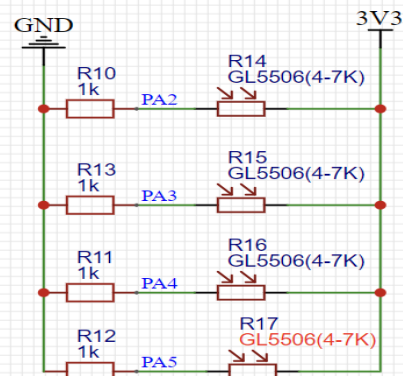 GND
3V3
R10
1k
PA2
R14
GL5506(4-7K)
R13
1k
PA3
R15
GL5506(4-7K)
R11
1k
PA4
R16
GL5506(4-7K)
R12
1k
PA5
R17
GL5506(4-7K)